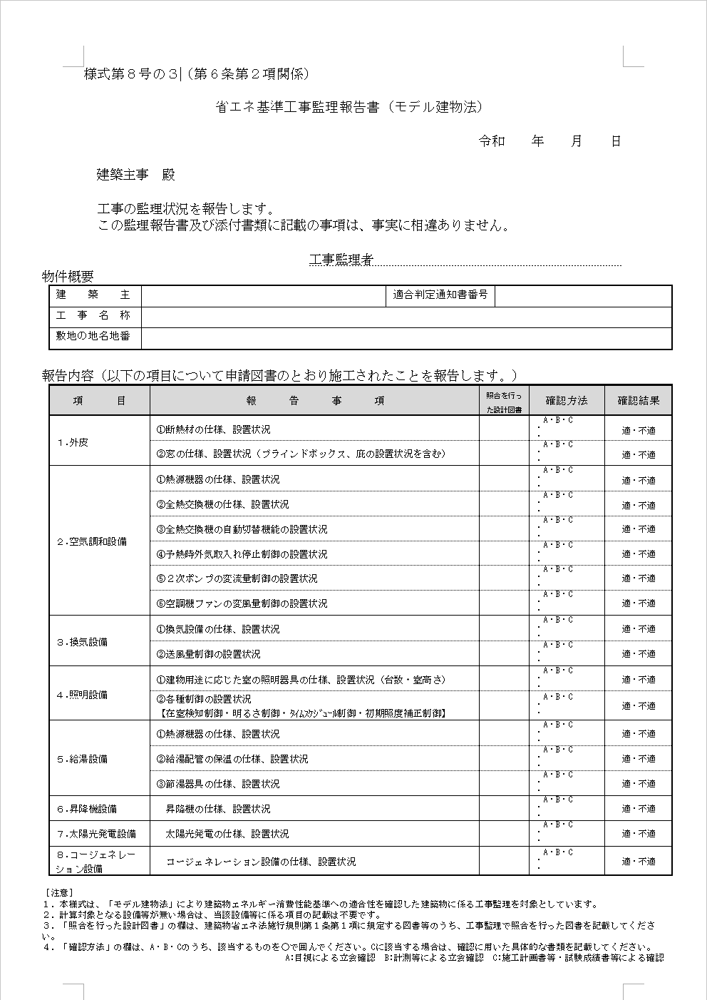 様式第８号の３（第６条第２項関係）
省エネ基準工事監理報告書（モデル建物法）
令和　　年　　月　　日
建築主事　殿
工事の監理状況を報告します。
この監理報告書及び添付書類に記載の事項は、事実に相違ありません。
工事監理者
物件概要
建　築　主　適合判定通知書番号
工　事　名　称
敷地の地名地番
報告内容（以下の項目について申請図書のとおり施工されたことを報告します。）
項　目　報　告　事　項　照合を行っ　確認方法　確認結果
た設計図書
１.外皮
①断熱材の仕様、設置状況　A・B・C　適・不適
②窓の仕様、設置状況（ブラインドボックス、庇の設置状況を含む）　A・B・C　適・不適
２.空気調和設備
①熱源機器の仕様、設置状況　A・B・C　適・不適
②全熱交換機の仕様、設置状況　A・B・C　適・不適
③全熱交換機の自動切替機能の設置状況　A・B・C　適・不適
④予熱時外気取入れ停止制御の設置状況　A・B・C　適・不適
⑤２次ポンプの変流量制御の設置状況　A・B・C　適・不適
⑥空調機ファンの変風量制御の設置状況　A・B・C　適・不適
３.換気設備
①換気設備の仕様、設置状況　A・B・C　適・不適
②送風量制御の設置状況　A・B・C　適・不適
４.照明設備
①建物用途に応じた室の照明器具の仕様、設置状況（台数・室高さ）　A・B・C　適・不適
②各種制御の設置状況　A・B・C　適・不適
【在室検知制御・明るさ制御・ﾀｲﾑｽｹｼﾞｭｰﾙ制御・初期照度補正制御】
５.給湯設備
①熱源機器の仕様、設置状況　A・B・C　適・不適
②給湯配管の保温の仕様、設置状況　A・B・C　適・不適
③節湯器具の仕様、設置状況　A・B・C　適・不適
６.昇降機設備　昇降機の仕様、設置状況　A・B・C　適・不適
７.太陽光発電設備　太陽光発電の仕様、設置状況　A・B・C　適・不適
８.コージェネレー
ション設備　コージェネレーション設備の仕様、設置状況　A・B・C　適・不適
［注意］
１．本様式は、「モデル建物法」により建築物エネルギー消費性能基準への適合性を確認した建築物に係る工事監理を対象としています。
２．計算対象となる設備等が無い場合は、当該設備等に係る項目の記載は不要です。
３．「照合を行った設計図書」の欄は、建築物省エネ法施行規則第１条第１項に規定する図書等のうち、工事監理で照合を行った図書を記載してくださ
い。
４．「確認方法」の欄は、A・B・Cのうち、該当するものを○で囲んでください。Cに該当する場合は、確認に用いた具体的な書類を記載してください。
A:目視による立会確認　B:計測等による立会確認　C:施工計画書等・試験成績書等による確認